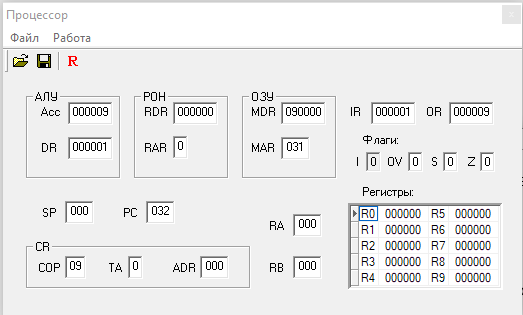 Процессор
Файл Работа
R
АЛУ РОН ОЗУ
Acc 000009 RDR 000000 MDR 090000 IR 000001 OR 000009
DR 000001 RAR 0 MAR 031
Флаги:
I 0 OV 0 S 0 Z 0
SP 000 PC 032
Регистры:
RA 000
R0 000000 R5 000000
R1 000000 R6 000000
R2 000000 R7 000000
R3 000000 R8 000000
R4 000000 R9 000000
CR
COP 09 TA 0 ADR 000 RB 000